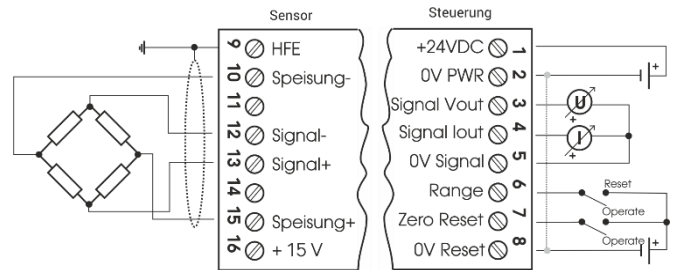 Sensor
Steuerung
9 HFE
10 Speisung-
11
12 Signal-
13 Signal+
14
15 Speisung+
16 + 15 V
+24VDC 1
0V PWR 2
Signal Vout 3
Signal Iout 4
0V Signal 5
Range 6
Zero Reset 7
0V Reset 8
+
U
+
I
+
Reset
Operate
Operate
+